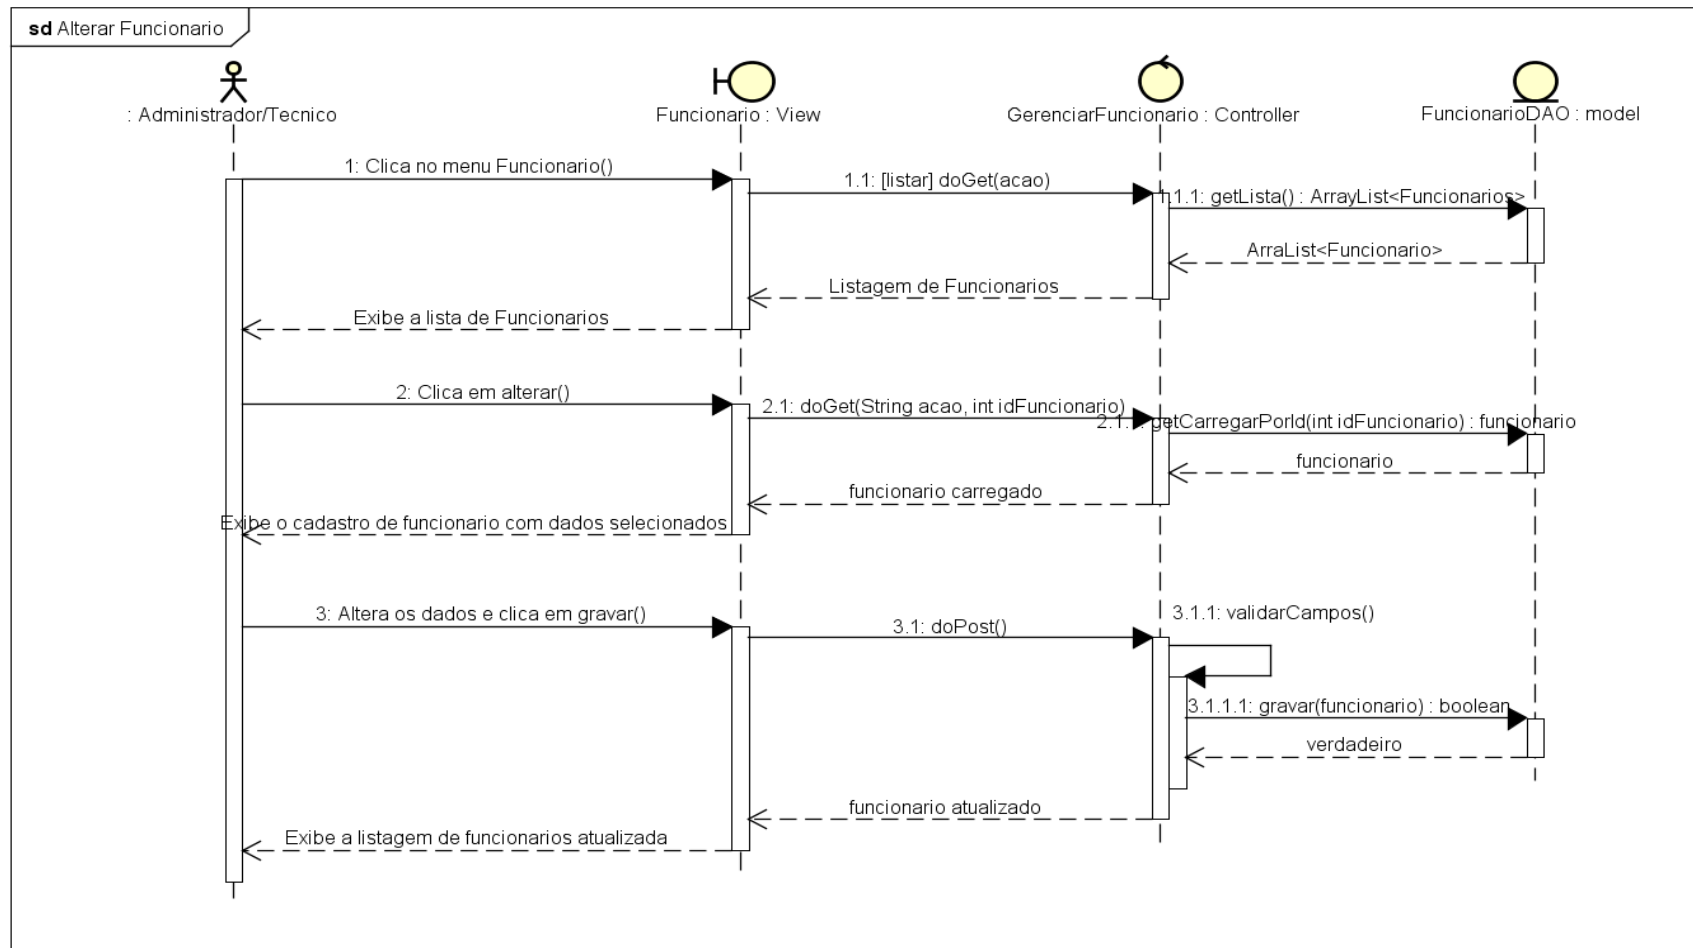 sd Alterar Funcionario
: Administrador/Tecnico
Funcionario : View
GerenciarFuncionario : Controller
FuncionarioDAO : model
1: Clica no menu Funcionario()
1.1: [listar] doGet(acao)
1.1.1: getLista() : ArrayList<Funcionarios>
ArraList<Funcionario>
Listagem de Funcionarios
Exibe a lista de Funcionarios
2: Clica em alterar()
2.1: doGet(String acao, int idFuncionario)
2.1.1: getCarregarPorId(int idFuncionario) : funcionario
funcionario
funcionario carregado
Exibe o cadastro de funcionario com dados selecionados
3: Altera os dados e clica em gravar()
3.1: doPost()
3.1.1: validarCampos()
3.1.1.1: gravar(funcionario) : boolean
verdadeiro
funcionario atualizado
Exibe a listagem de funcionarios atualizada